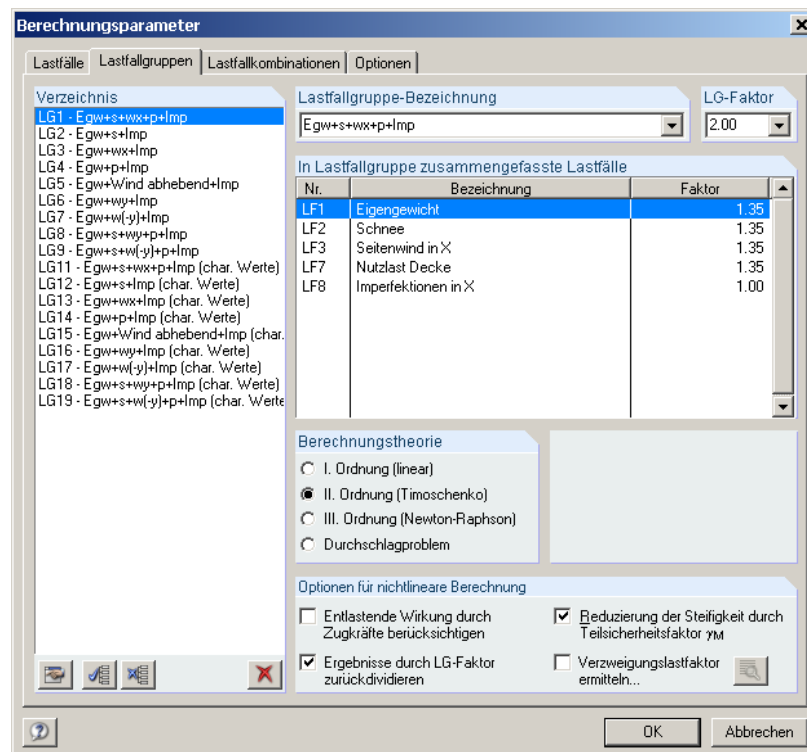 Berechnungsparameter
Lastfälle Lastfallgruppen Lastfallkombinationen Optionen
Verzeichnis
LG1 - Egw+s+wx+p+Imp
LG2 - Egw+s+Imp
LG3 - Egw+wx+Imp
LG4 - Egw+p+Imp
LG5 - Egw+Wind abhebend+Imp
LG6 - Egw+wy+Imp
LG7 - Egw+w(-y)+Imp
LG8 - Egw+s+wy+p+Imp
LG9 - Egw+s+w(-y)+p+Imp
LG11 - Egw+s+wx+p+Imp (char. Werte)
LG12 - Egw+s+Imp (char. Werte)
LG13 - Egw+wx+Imp (char. Werte)
LG14 - Egw+p+Imp (char. Werte)
LG15 - Egw+Wind abhebend+Imp (char.
LG16 - Egw+wy+Imp (char. Werte)
LG17 - Egw+w(-y)+Imp (char. Werte)
LG18 - Egw+s+wy+p+Imp (char. Werte)
LG19 - Egw+s+w(-y)+p+Imp (char. Werte
Lastfallgruppe-Bezeichnung
Egw+s+wx+p+Imp
LG-Faktor
2.00
In Lastfallgruppe zusammengefasste Lastfälle
Nr. Bezeichnung Faktor
LF1 Eigengewicht 1.35
LF2 Schnee 1.35
LF3 Seitenwind in X 1.35
LF7 Nutzlast Decke 1.35
LF8 Imperfektionen in X 1.00
Berechnungstheorie
I. Ordnung (linear)
II. Ordnung (Timoschenko)
III. Ordnung (Newton-Raphson)
Durchschlagproblem
Optionen für nichtlineare Berechnung
Entlastende Wirkung durch
Zugkräfte berücksichtigen
Ergebnisse durch LG-Faktor
zurückdividieren
Reduzierung der Steifigkeit durch
Teilsicherheitsfaktor γM
Verzweigungslastfaktor
ermitteln...
OK Abbrechen